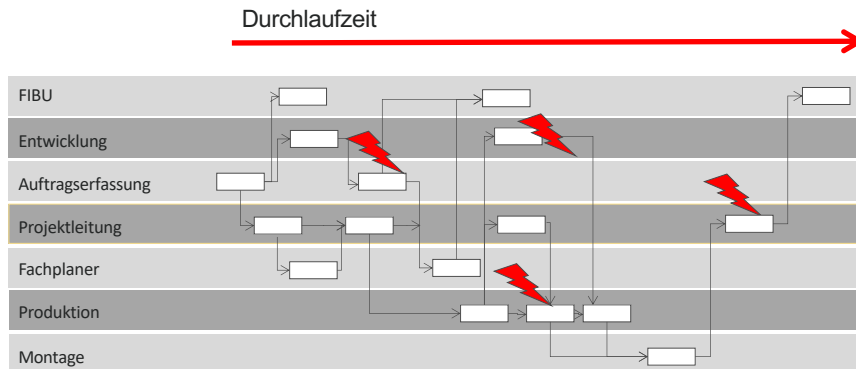 Durchlaufzeit
FIBU
Entwicklung
Auftragserfassung
Projektleitung
Fachplaner
Produktion
Montage